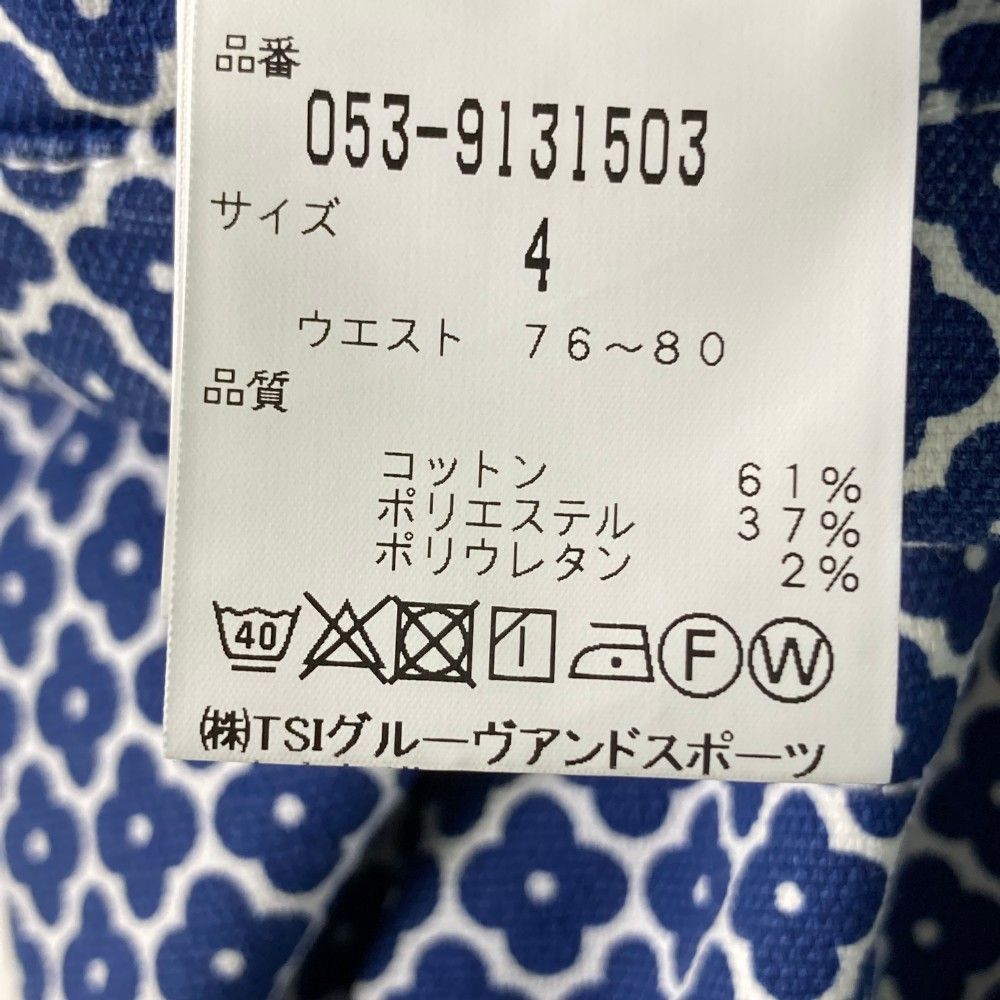 品番
053-9131503
サイズ
4
ウエスト 76～80
品質
コットン 61%
ポリエステル 37%
ポリウレタン 2%
40 F W
㈱TSIグルーヴアンドスポーツ